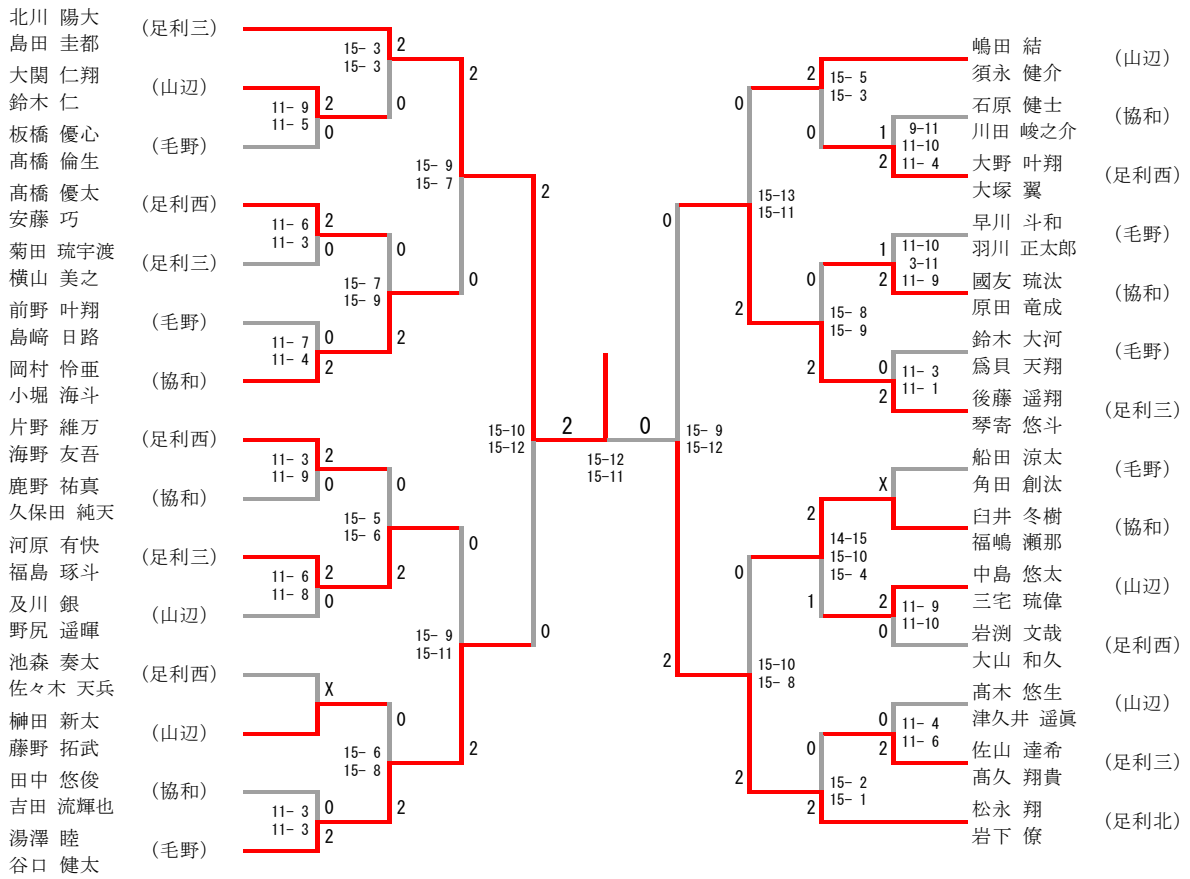 北川 陽大
島田 圭都
(足利三)
大関 仁翔
鈴木 仁
(山辺)
板橋 優心
髙橋 倫生
(毛野)
髙橋 優太
安藤 巧
(足利西)
菊田 琉宇渡
横山 美之
(足利三)
前野 叶翔
島﨑 日路
(毛野)
岡村 怜亜
小堀 海斗
(協和)
片野 維万
海野 友吾
(足利西)
鹿野 祐真
久保田 純天
(協和)
河原 有快
福島 琢斗
(足利三)
及川 銀
野尻 遥暉
(山辺)
池森 奏太
佐々木 天兵
(足利西)
榊田 新太
藤野 拓武
(山辺)
田中 悠俊
吉田 流輝也
(協和)
湯澤 睦
谷口 健太
(毛野)
11- 9
11- 5
2
0
11- 6
11- 3
2
0
11- 7
11- 4
0
2
11- 3
11- 9
2
0
11- 6
11- 8
2
0
X
11- 3
11- 3
0
2
15- 3
15- 3
2
0
15- 7
15- 9
0
2
15- 5
15- 6
0
2
15- 6
15- 8
0
2
15- 9
15- 7
2
0
15- 9
15-11
0
2
15-10
15-12
2
0
2
0
15-12
15-11
15- 9
15-12
0
2
15-13
15-11
0
2
15-10
15- 8
0
2
15- 5
15- 3
2
0
15- 8
15- 9
0
2
14-15
15-10
15- 4
2
1
15- 2
15- 1
0
2
9-11
11-10
11- 4
1
2
11-10
3-11
11- 9
1
2
11- 3
11- 1
0
2
X
11- 9
11-10
2
0
11- 4
11- 6
0
2
嶋田 結
須永 健介
(山辺)
石原 健士
川田 峻之介
(協和)
大野 叶翔
大塚 翼
(足利西)
早川 斗和
羽川 正太郎
(毛野)
國友 琉汰
原田 竜成
(協和)
鈴木 大河
爲貝 天翔
(毛野)
後藤 遥翔
琴寄 悠斗
(足利三)
船田 涼太
角田 創汰
(毛野)
臼井 冬樹
福嶋 瀬那
(協和)
中島 悠太
三宅 琉偉
(山辺)
岩渕 文哉
大山 和久
(足利西)
髙木 悠生
津久井 遥眞
(山辺)
佐山 達希
髙久 翔貴
(足利三)
松永 翔
岩下 僚
(足利北)